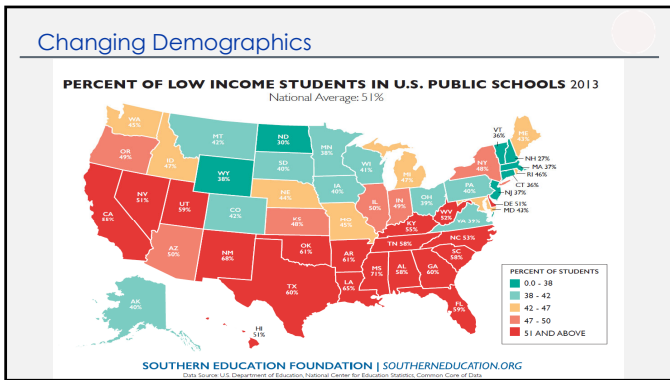 Changing Demographics
PERCENT OF LOW INCOME STUDENTS IN U.S. PUBLIC SCHOOLS 2013
National Average: 51%
WA
45%
OR
49%
ID
47%
MT
42%
ND
30%
MN
38%
WI
41%
MI
47%
VT
36%
ME
43%
NH 27%
MA 37%
RI 46%
CT 36%
NJ 37%
DE 51%
MD 43%
NY
48%
PA
40%
WY
38%
SD
40%
NE
44%
IA
40%
IL
50%
IN
49%
OH
39%
WV
52%
VA 39%
NV
51%
UT
59%
CO
42%
KS
48%
MO
45%
KY
55%
CA
AZ
50%
NM
68%
OK
61%
AR
61%
TN 58%
NC 53%
SC
58%
TX
60%
LA
65%
MS
71%
AL
58%
GA
60%
FL
59%
AK
40%
HI
51%
PERCENT OF STUDENTS
0.0 - 38
38 - 42
42 - 47
47 - 50
51 AND ABOVE
SOUTHERN EDUCATION FOUNDATION | SOUTHERNEDUCATION.ORG
Data Source: U.S. Department of Education, National Center for Education Statistics, Common Core of Data